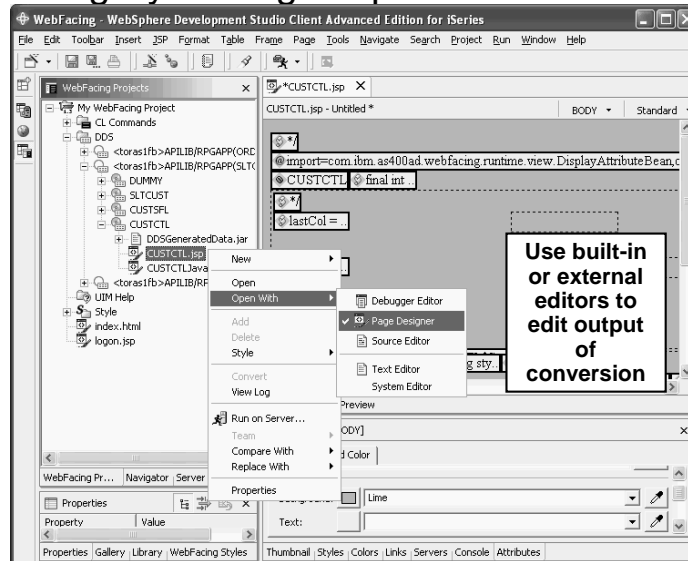 WebFacing - WebSphere Development Studio Client Advanced Edition for iSeries
File Edit Toolbar Insert JSP Format Table Frame Page Tools Navigate Search Project Run Window Help
WebFacing Projects
*CUSTCTL.jsp
CUSTCTL.jsp - Untitled *
BODY
Standard
My WebFacing Project
CL Commands
DDS
<toras1fb>APILIB/RPGAPP(ORD
<toras1fb>APILIB/RPGAPP(SLT(
DUMMY
SLTCUST
CUSTSFL
CUSTCTL
DDSGeneratedData.jar
CUSTCTL.jsp
CUSTCTLJava
<toras1fb>APILIB/RF
UIM Help
Style
index.html
logon.jsp
*/
import=com.ibm.as400ad.webfacing.runtime.view.DisplayAttributeBean,c
CUSTCTL
final int ..
*/
lastCol = ..
New
Open
Open With
Add
Delete
Style
Convert
View Log
Run on Server...
Team
Compare With
Replace With
Properties
Debugger Editor
Page Designer
Source Editor
Text Editor
System Editor
g sty..
Use built-in
or external
editors to
edit output
of
conversion
Preview
ODY]
d Color
Lime
Text:
WebFacing Pr... Navigator Server
Properties
Property Value
Properties Gallery Library WebFacing Styles
Thumbnail Styles Colors Links Servers Console Attributes